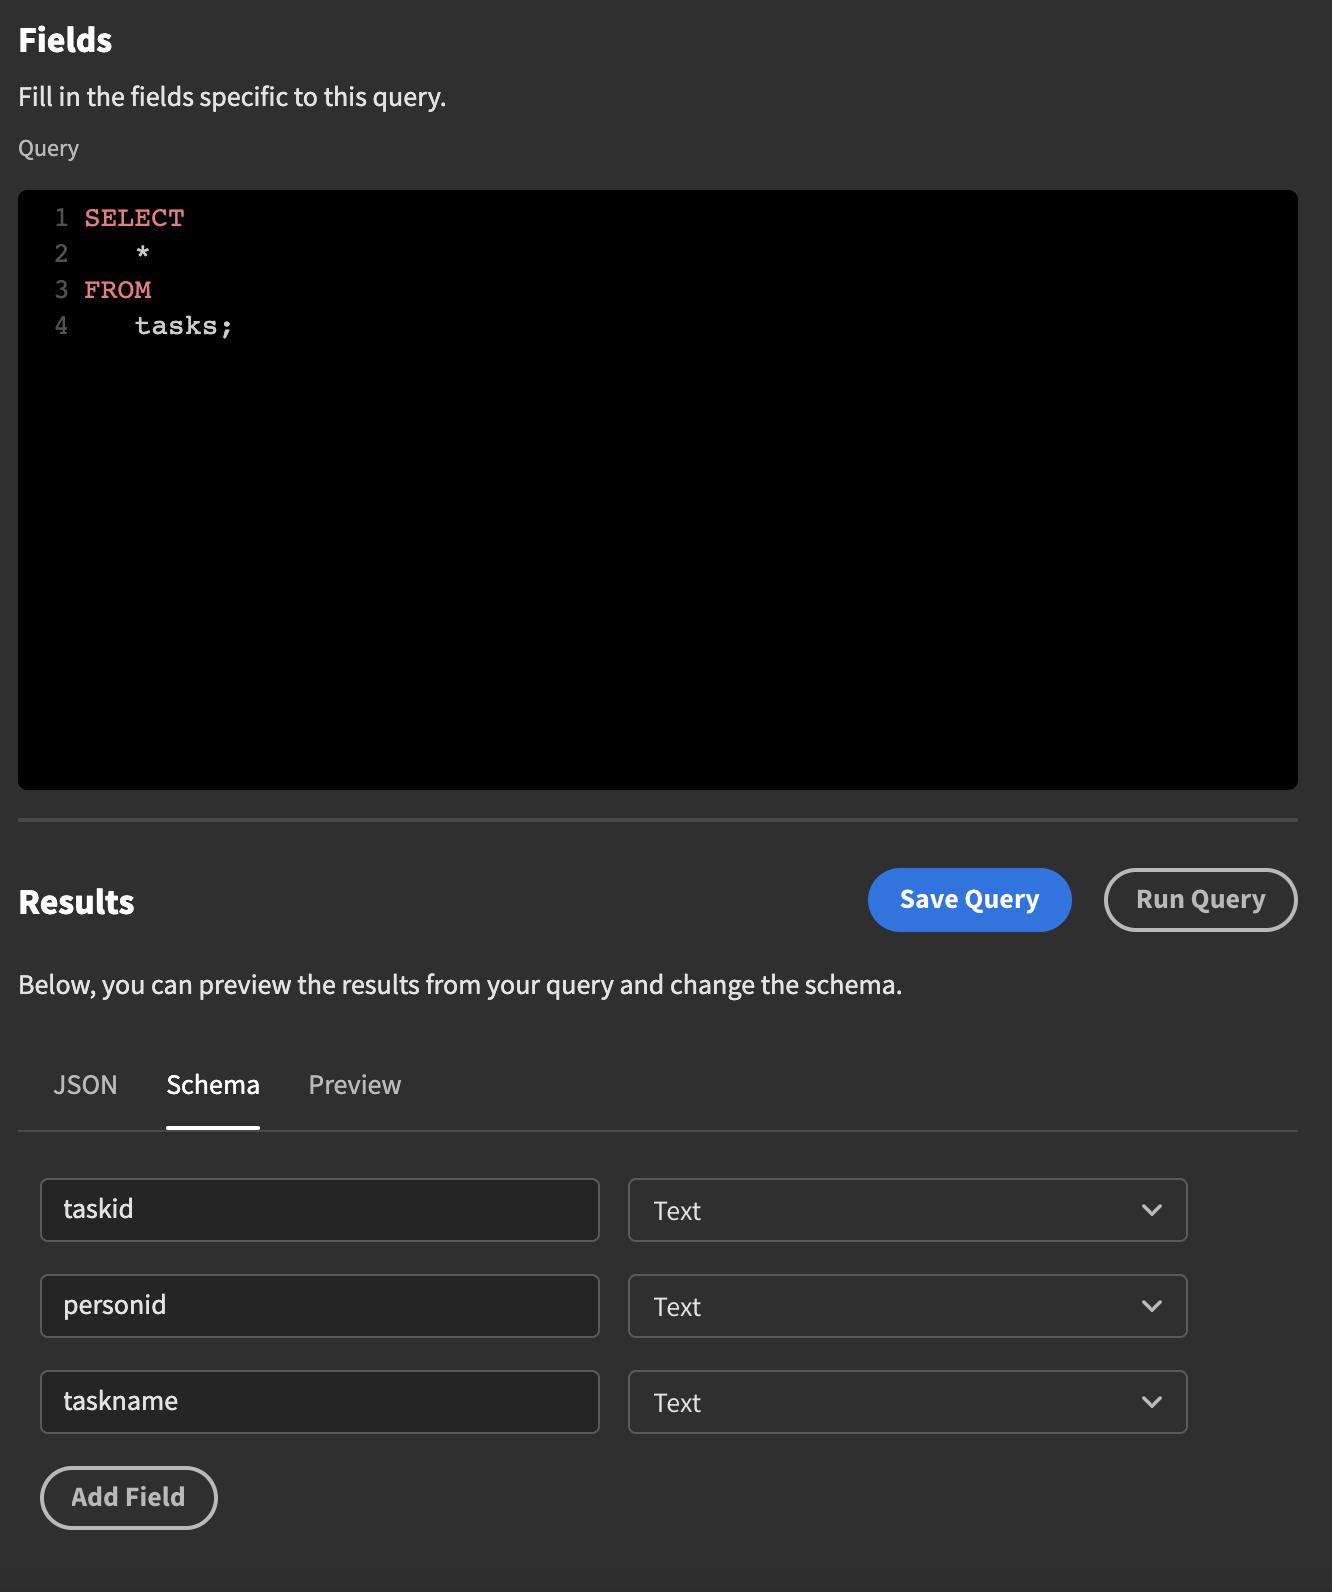 Fields
Fill in the fields specific to this query.
Query
1 SELECT
2 *
3 FROM
4 tasks;
Results
Save Query
Run Query
Below, you can preview the results from your query and change the schema.
JSON Schema Preview
taskid Text
personid Text
taskname Text
Add Field